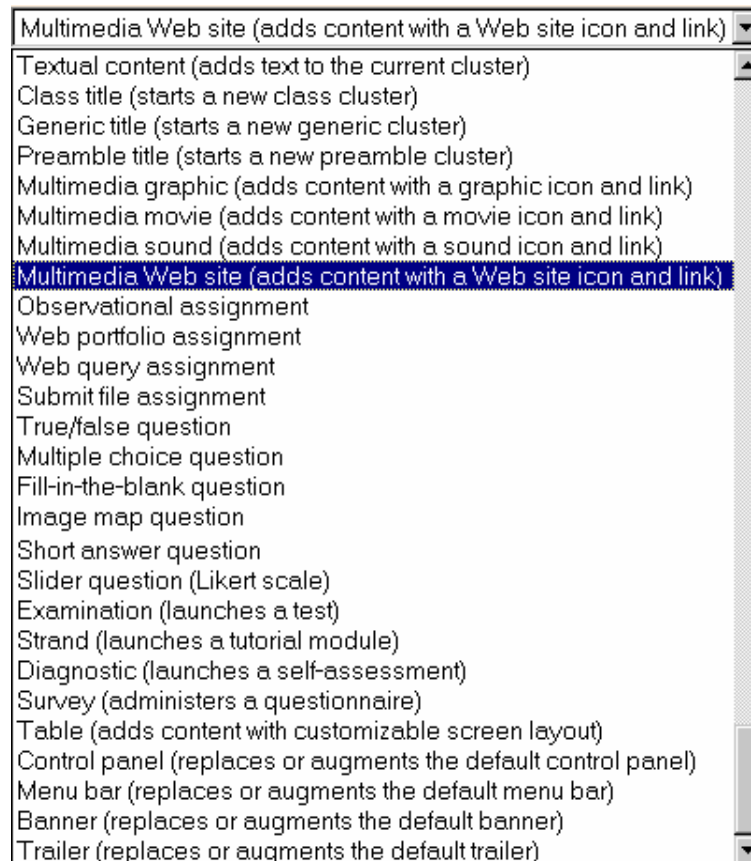 Multimedia Web site (adds content with a Web site icon and link)
Textual content (adds text to the current cluster)
Class title (starts a new class cluster)
Generic title (starts a new generic cluster)
Preamble title (starts a new preamble cluster)
Multimedia graphic (adds content with a graphic icon and link)
Multimedia movie (adds content with a movie icon and link)
Multimedia sound (adds content with a sound icon and link)
Multimedia Web site (adds content with a Web site icon and link)
Observational assignment
Web portfolio assignment
Web query assignment
Submit file assignment
True/false question
Multiple choice question
Fill-in-the-blank question
Image map question
Short answer question
Slider question (Likert scale)
Examination (launches a test)
Strand (launches a tutorial module)
Diagnostic (launches a self-assessment)
Survey (administers a questionnaire)
Table (adds content with customizable screen layout)
Control panel (replaces or augments the default control panel)
Menu bar (replaces or augments the default menu bar)
Banner (replaces or augments the default banner)
Trailer (replaces or augments the default trailer)